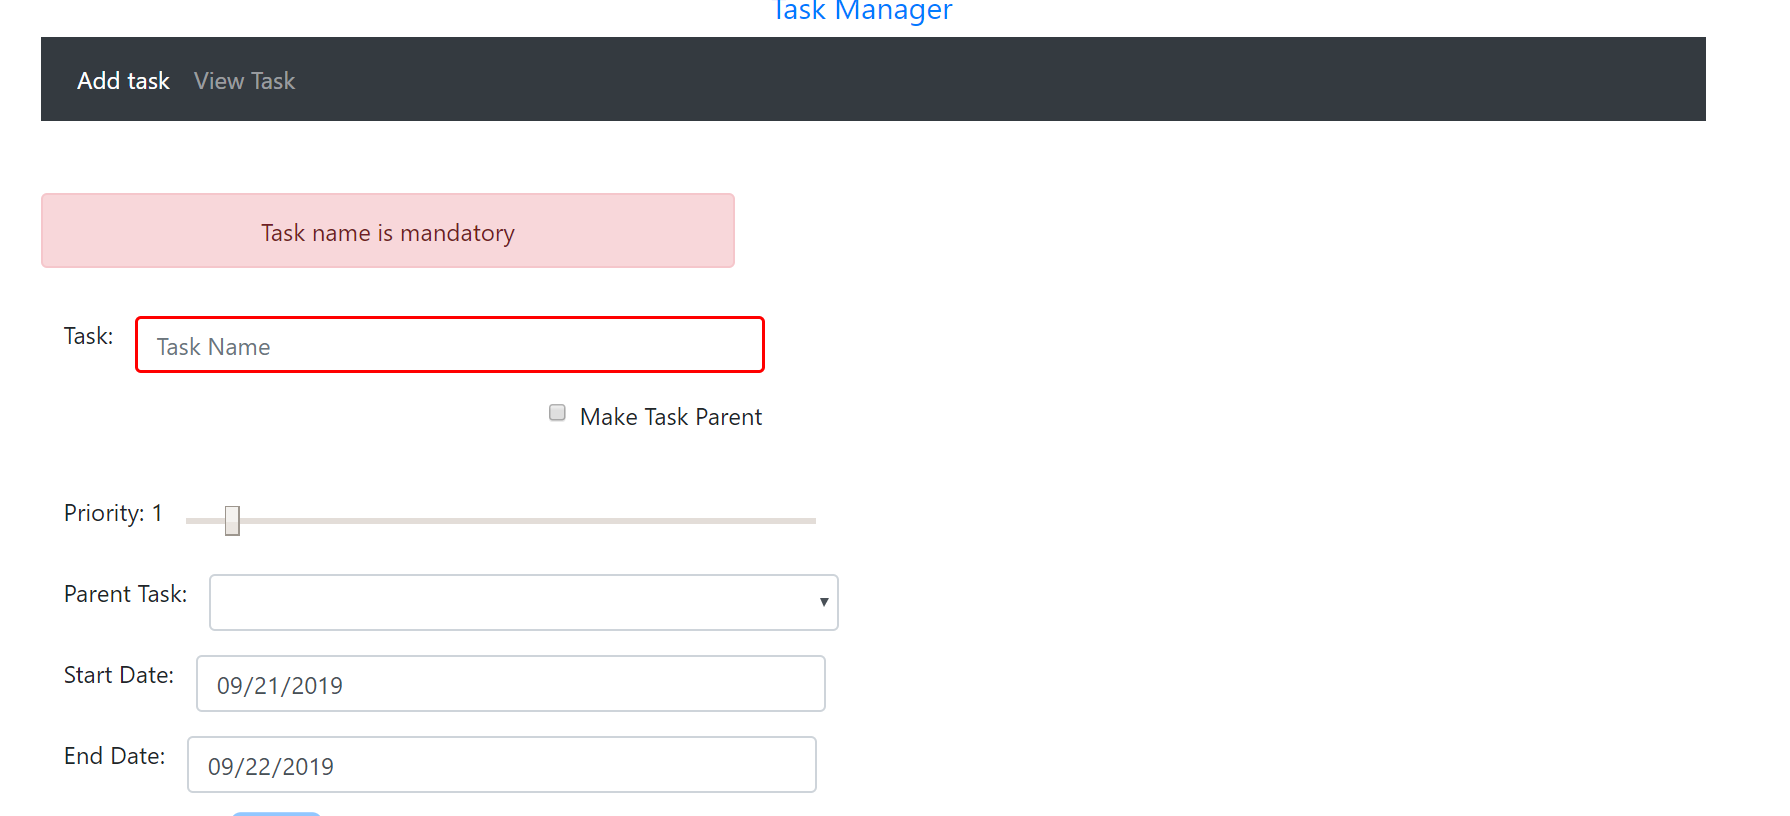 Task Manager
Add task View Task
Task name is mandatory
Task: Task Name
Make Task Parent
Priority: 1
Parent Task:
Start Date: 09/21/2019
End Date: 09/22/2019